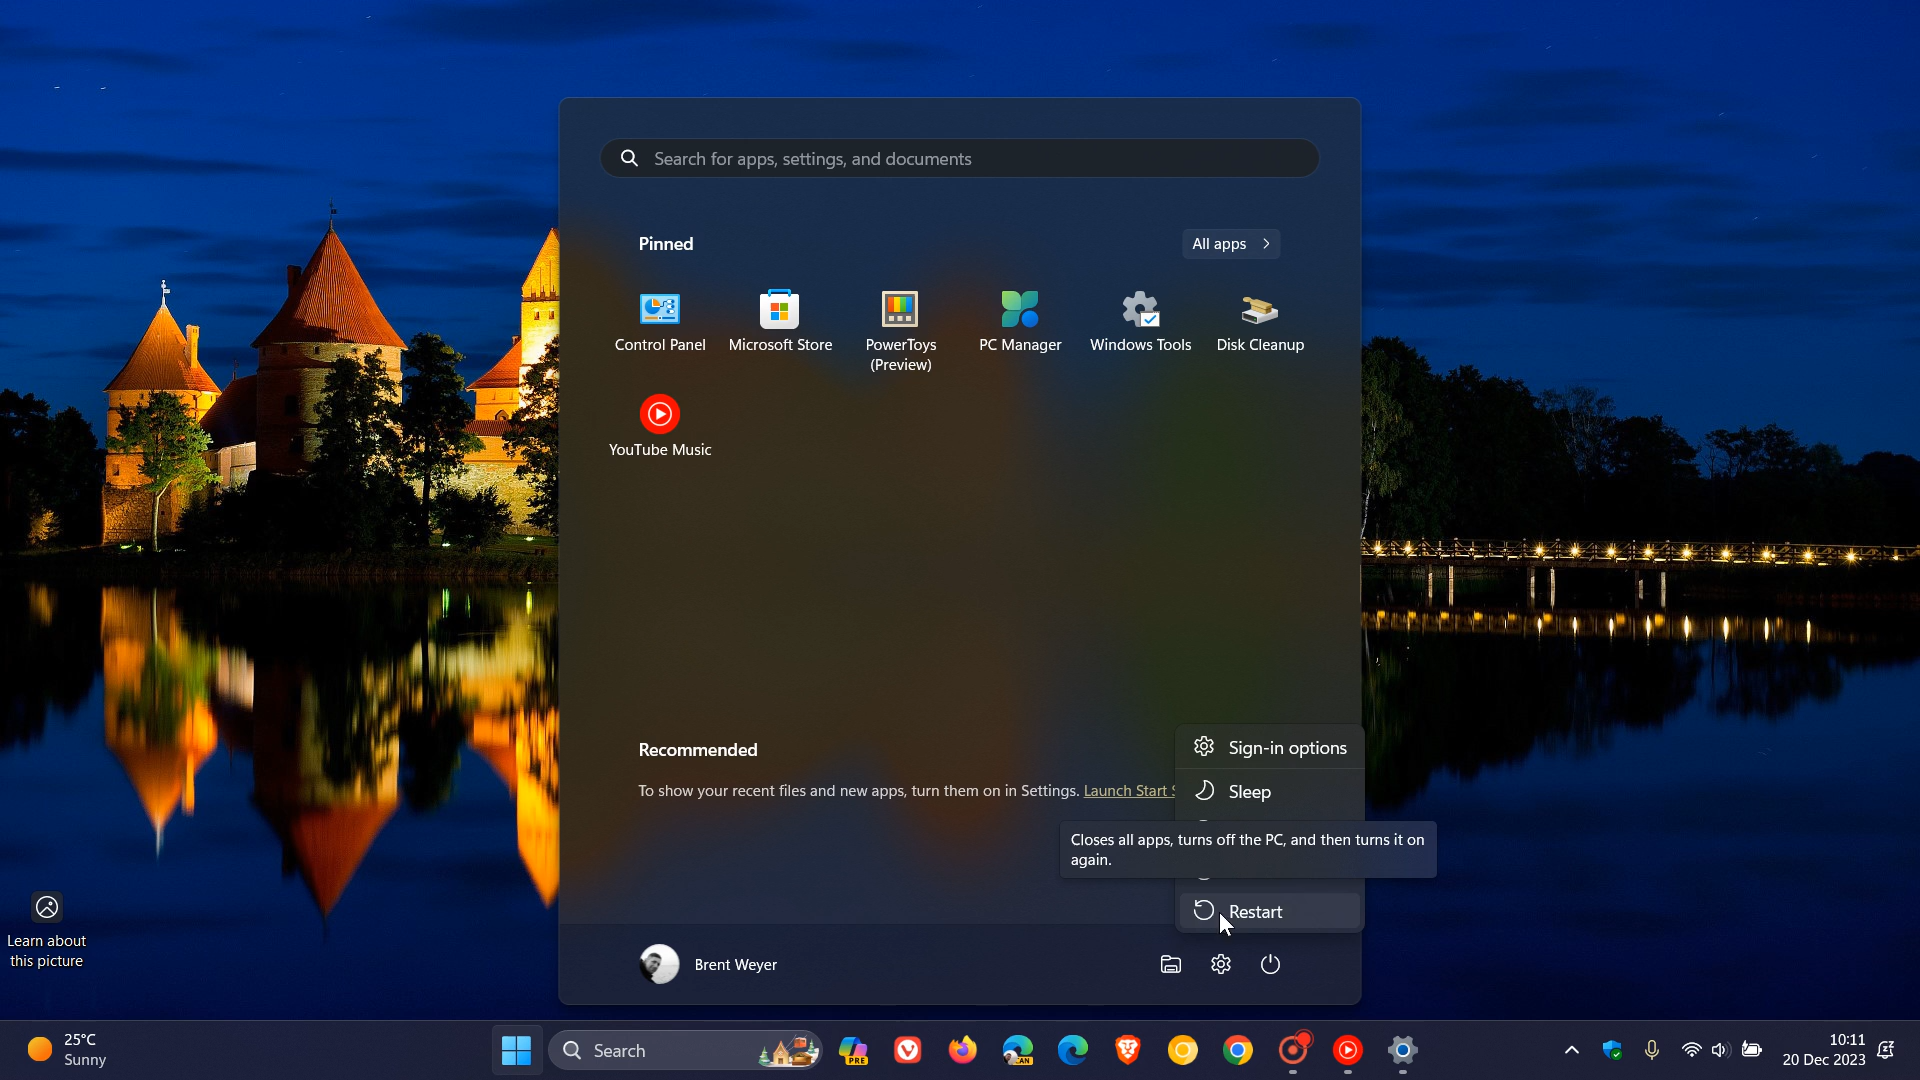 Search for apps, settings, and documents
Pinned
All apps
Control Panel
Microsoft Store
PowerToys
(Preview)
PC Manager
Windows Tools
Disk Cleanup
YouTube Music
Recommended
Sign-in options
To show your recent files and new apps, turn them on in Settings. Launch Start S
Sleep
Closes all apps, turns off the PC, and then turns it on
again.
Restart
Learn about
this picture
Brent Weyer
25°C
Sunny
Search
PRE
CAN
10:11
20 Dec 2023